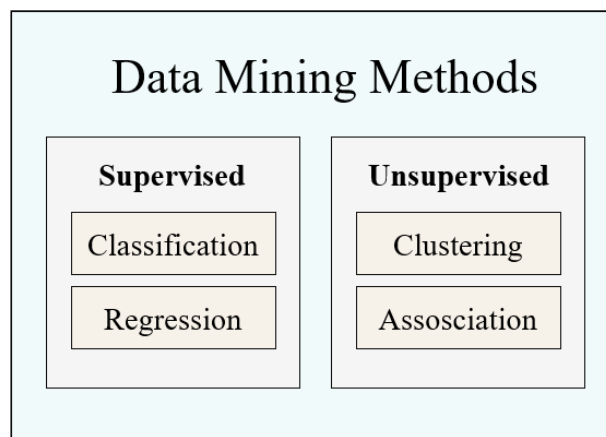 Data Mining Methods
Supervised
Classification
Regression
Unsupervised
Clustering
Assosciation